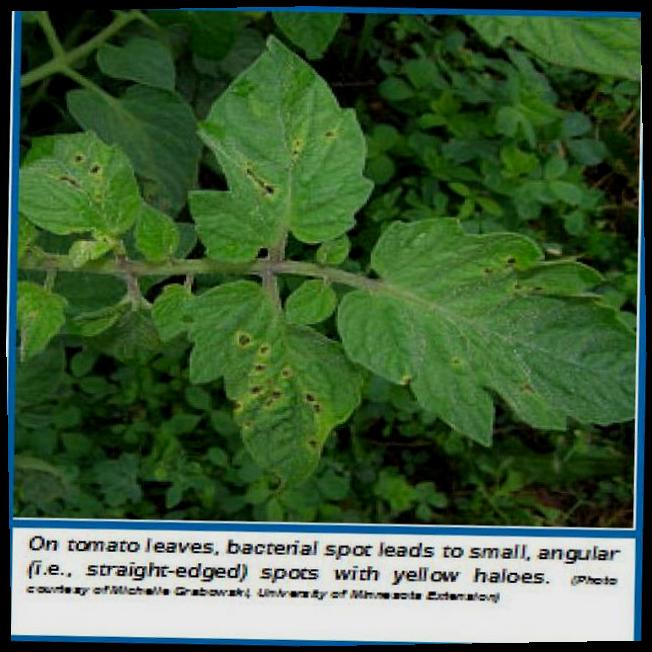 On tomato leaves, bacterial spot leads to small, angular
(i.e., straight-edged) spots with yellow haloes. (Photo
courtesy of Michelle Grabowski, University of Minnesota Extension)